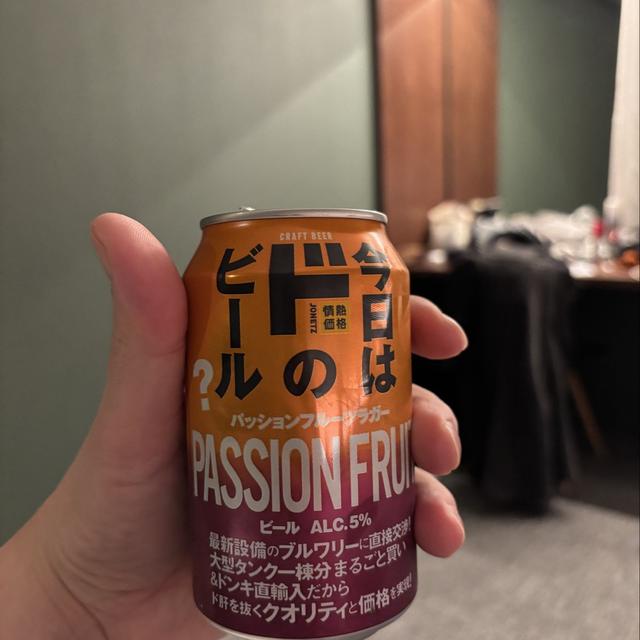 CRAFT BEER
今日は
ドの
ビール?
情熱
価格
JONETZ
パッションフルーツラガー
PASSION FRUIT
ビール ALC.5%
最新設備のブルワリーに直接交渉!
大型タンク一棟分まるごと買い
&ドンキ直輸入だから
ド肝を抜くクオリティと価格を実現!